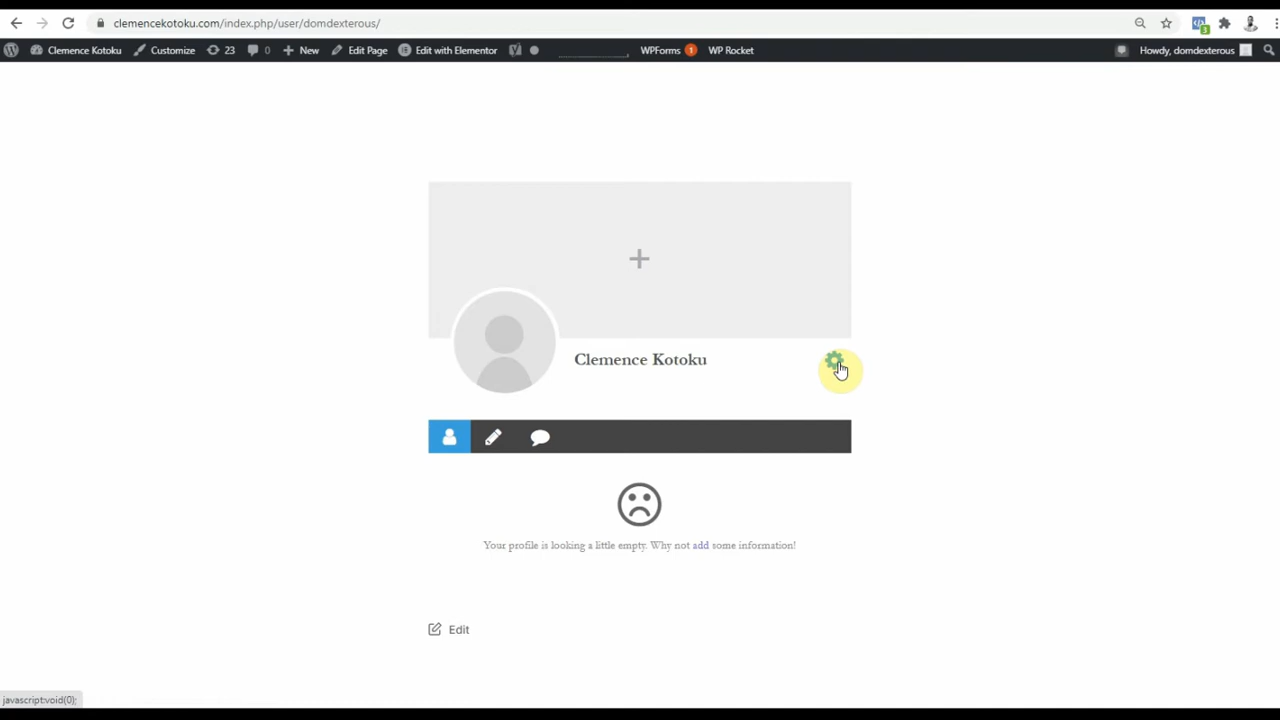 clemencekotoku.com/index.php/user/domdexterous/
3
Clemence Kotoku Customize 23 0 New Edit Page Edit with Elementor WPForms 1 WP Rocket Howdy, domdexterous
Clemence Kotoku
Your profile is looking a little empty. Why not add some information!
Edit
javascript:void(0);